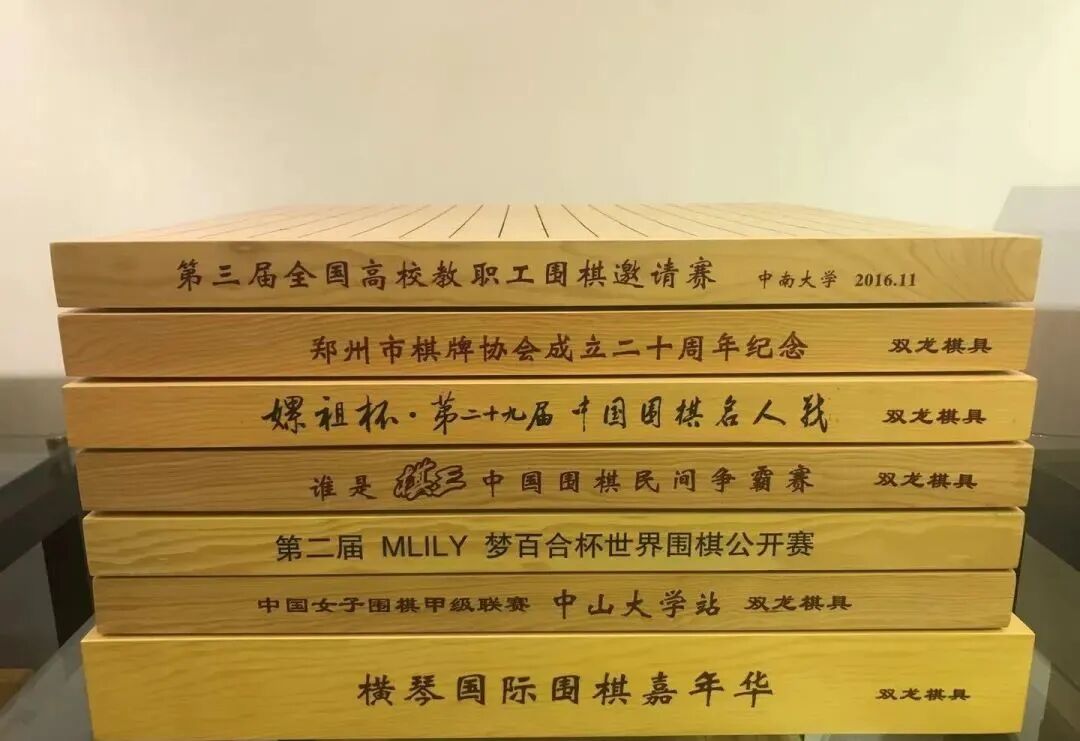 第三届全国高校教职工围棋邀请赛 中南大学 2016.11
郑州市棋牌协会成立二十周年纪念 双龙棋具
嫘祖杯·第二十九届中国围棋名人战 双龙棋具
谁是棋王 中国围棋民间争霸赛 双龙棋具
第二届 MLILY 梦百合杯世界围棋公开赛
中国女子围棋甲级联赛 中山大学站 双龙棋具
横琴国际围棋嘉年华 双龙棋具